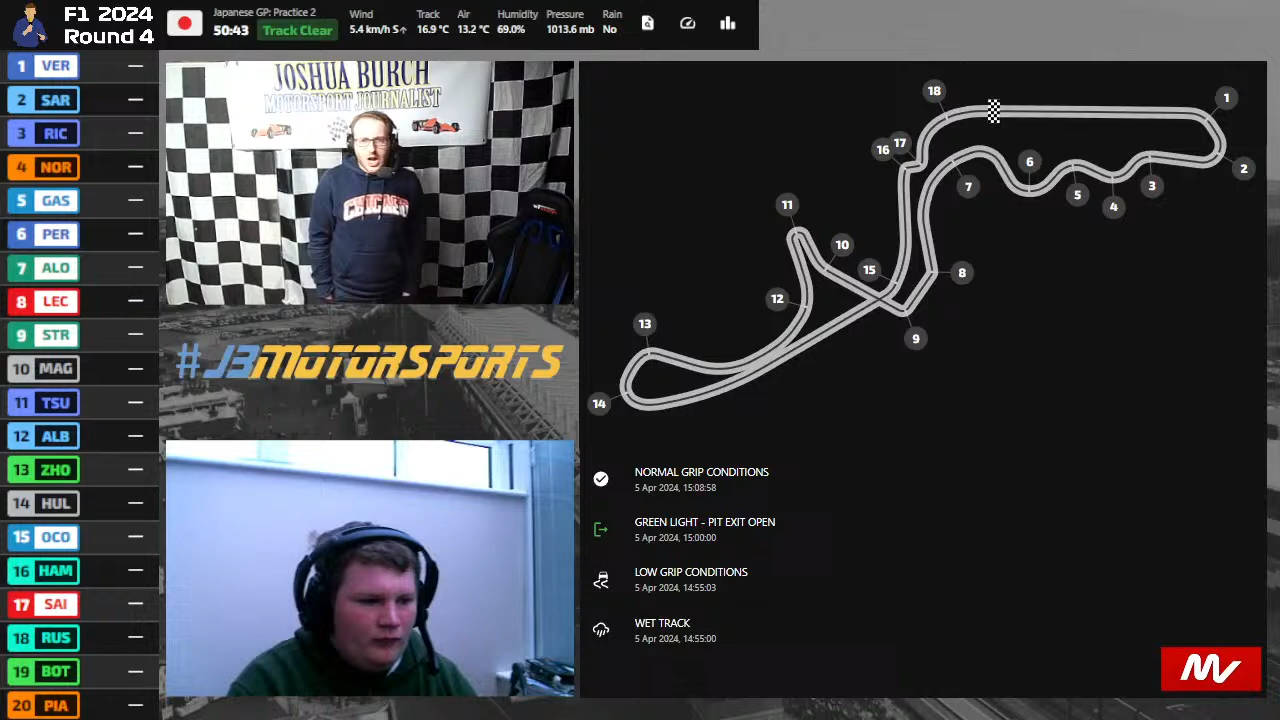 F1 2024
Round 4
Japanese GP: Practice 2
50:43 Track Clear
Wind
5.4 km/h S↑
Track
16.9 °C
Air
13.2 °C
Humidity
69.0%
Pressure
1013.6 mb
Rain
No
1 VER —
2 SAR —
3 RIC —
4 NOR —
5 GAS —
6 PER —
7 ALO —
8 LEC —
9 STR —
10 MAG —
11 TSU —
12 ALB —
13 ZHO —
14 HUL —
15 OCO —
16 HAM —
17 SAI —
18 RUS —
19 BOT —
20 PIA —
JOSHUA BURCH
MOTORSPORT JOURNALIST
CHICAGO
#JBMOTORSPORTS
18
1
17
16
6
2
7
3
5
4
11
10
15
8
12
13
9
14
NORMAL GRIP CONDITIONS
5 Apr 2024, 15:08:58
GREEN LIGHT - PIT EXIT OPEN
5 Apr 2024, 15:00:00
LOW GRIP CONDITIONS
5 Apr 2024, 14:55:03
WET TRACK
5 Apr 2024, 14:55:00
MV